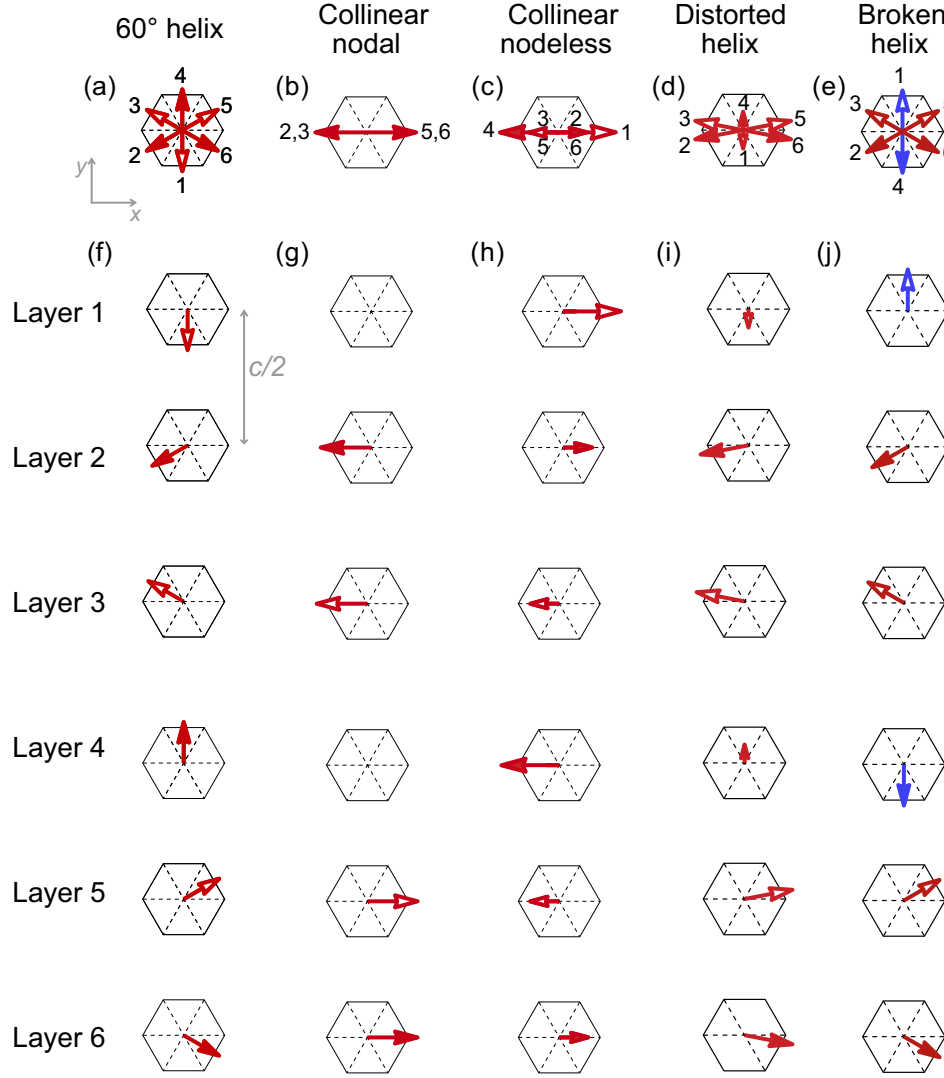 60° helix
Collinear
nodal
Collinear
nodeless
Distorted
helix
Broken
helix
(a)
4
3
5
2
6
1
(b)
2,3
5,6
(c)
3
2
4
1
5
6
(d)
4
3
5
2
6
1
(e)
1
3
2
4
y
x
(f)
(g)
(h)
(i)
(j)
Layer 1
c/2
Layer 2
Layer 3
Layer 4
Layer 5
Layer 6